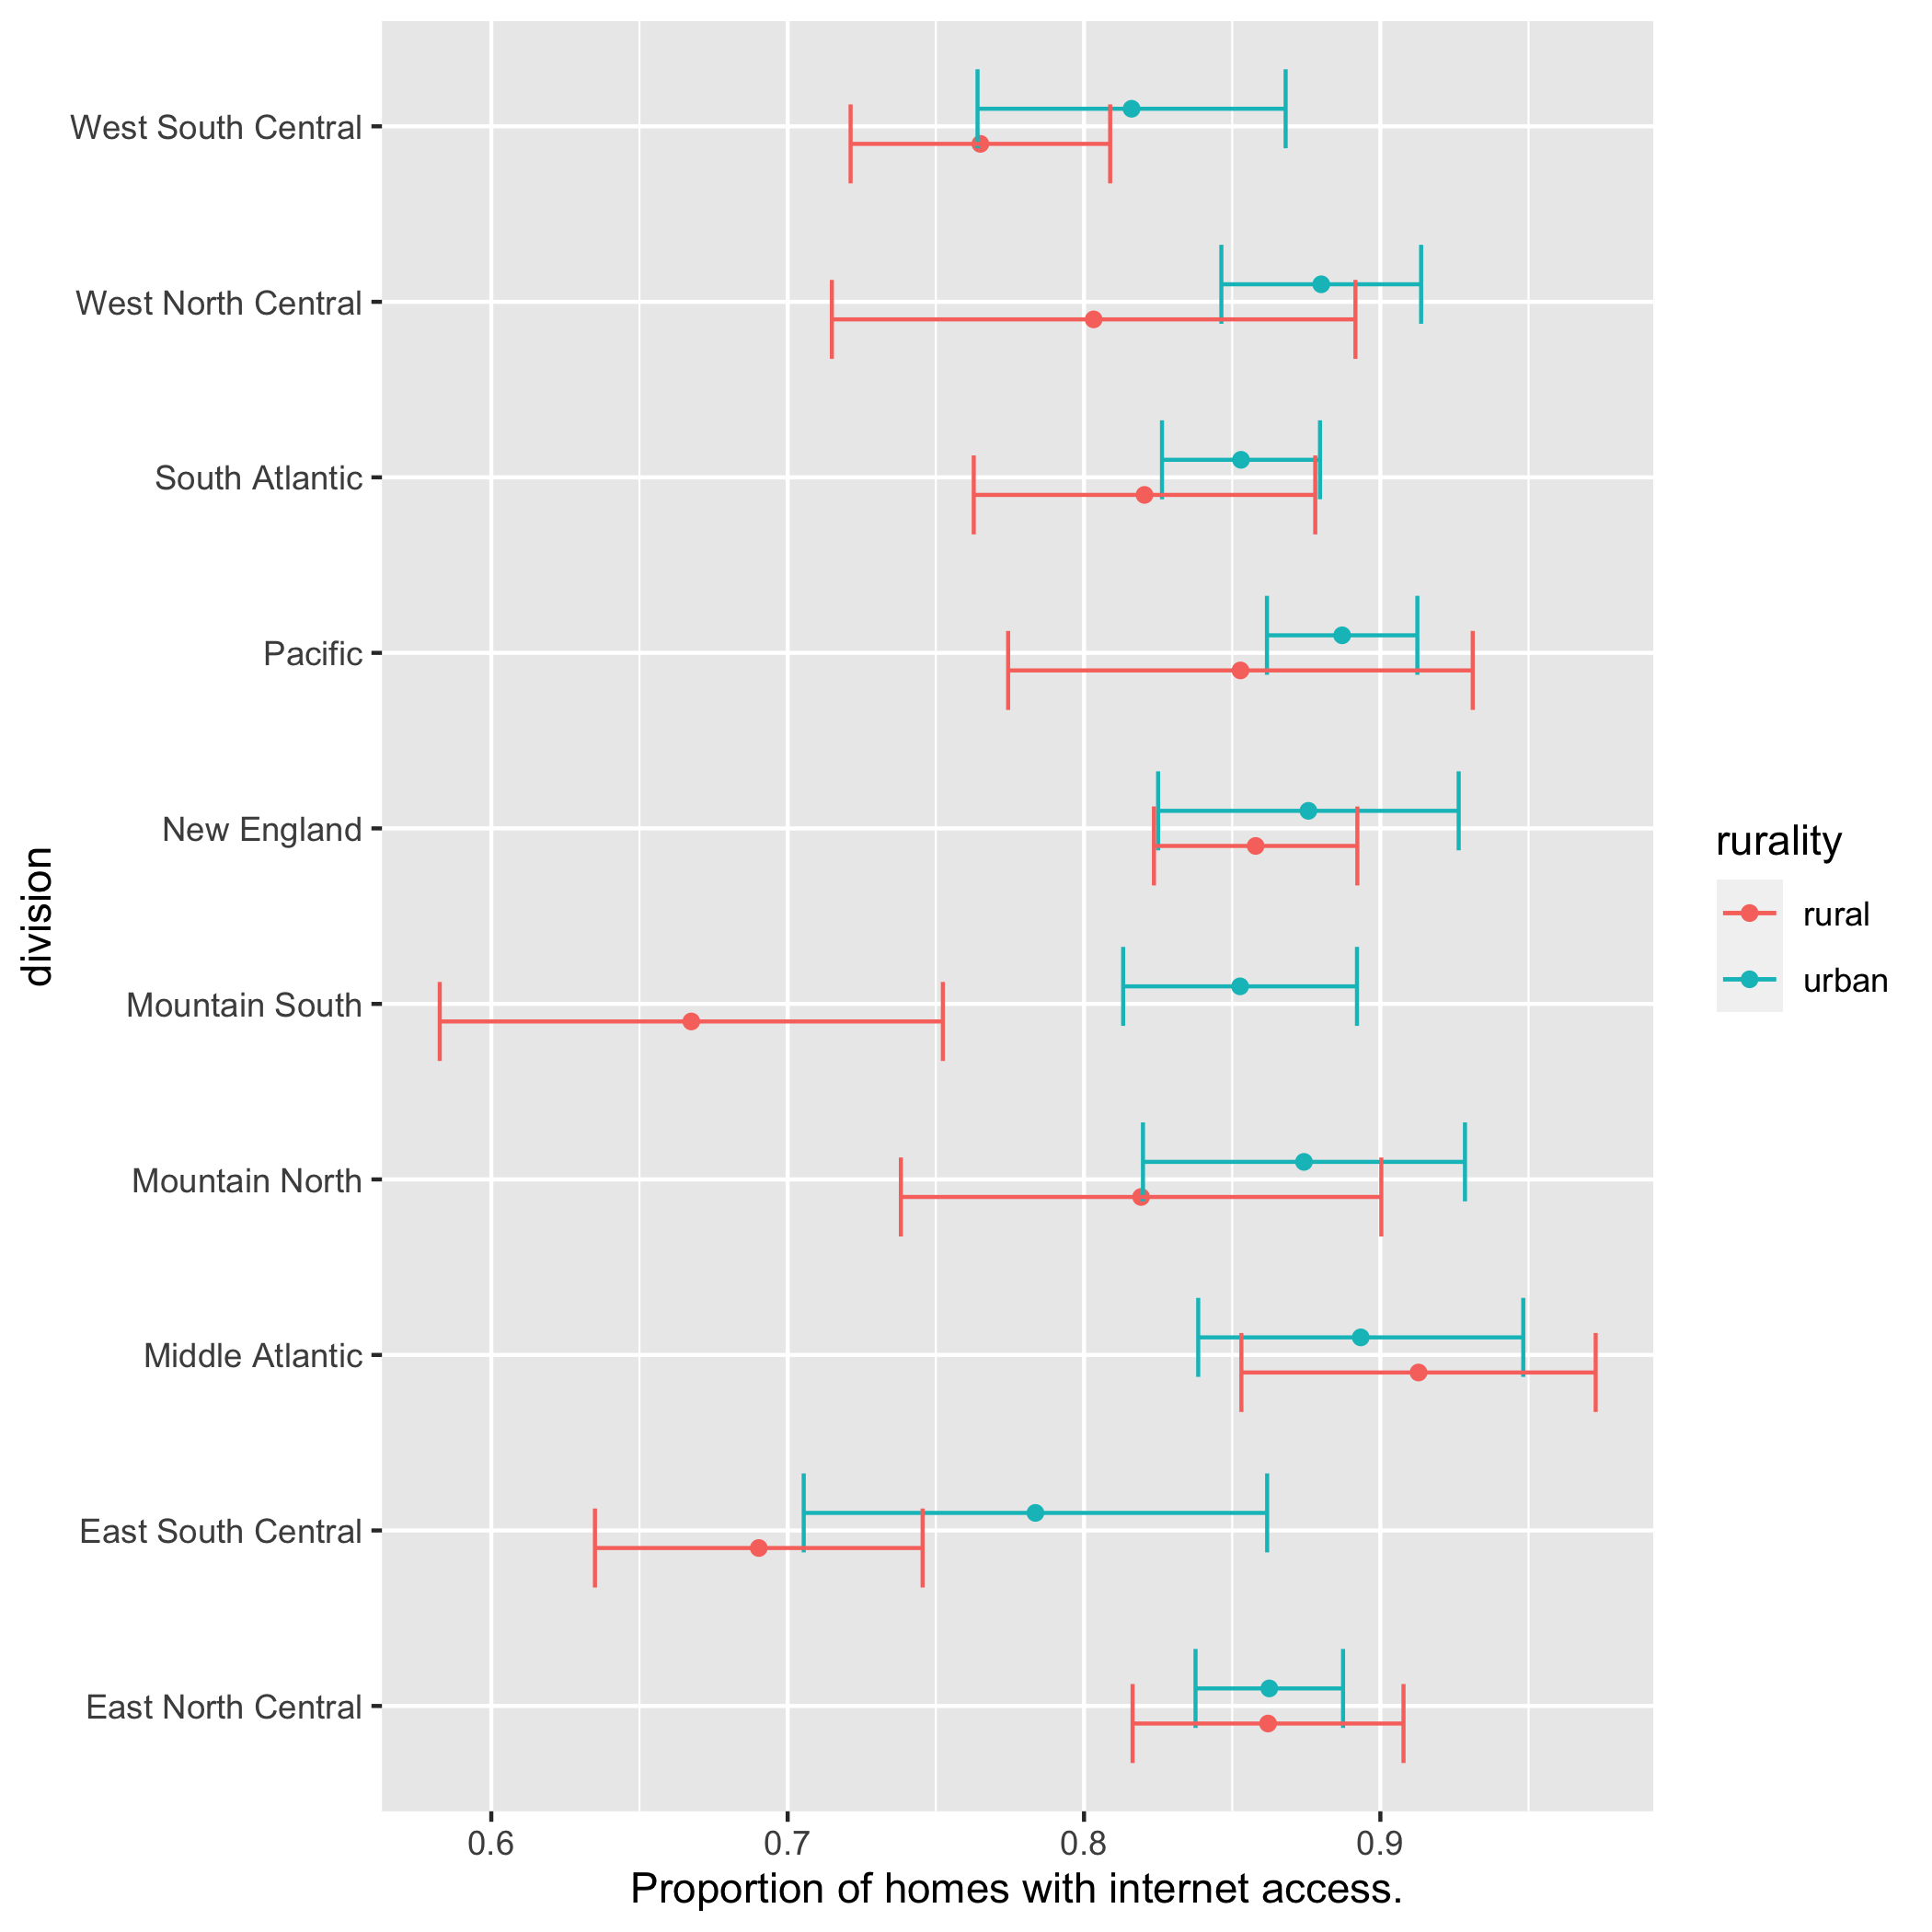 West South Central
West North Central
South Atlantic
Pacific
New England
Mountain South
Mountain North
Middle Atlantic
East South Central
East North Central
division
0.6 0.7 0.8 0.9
Proportion of homes with internet access.
rurality
rural
urban